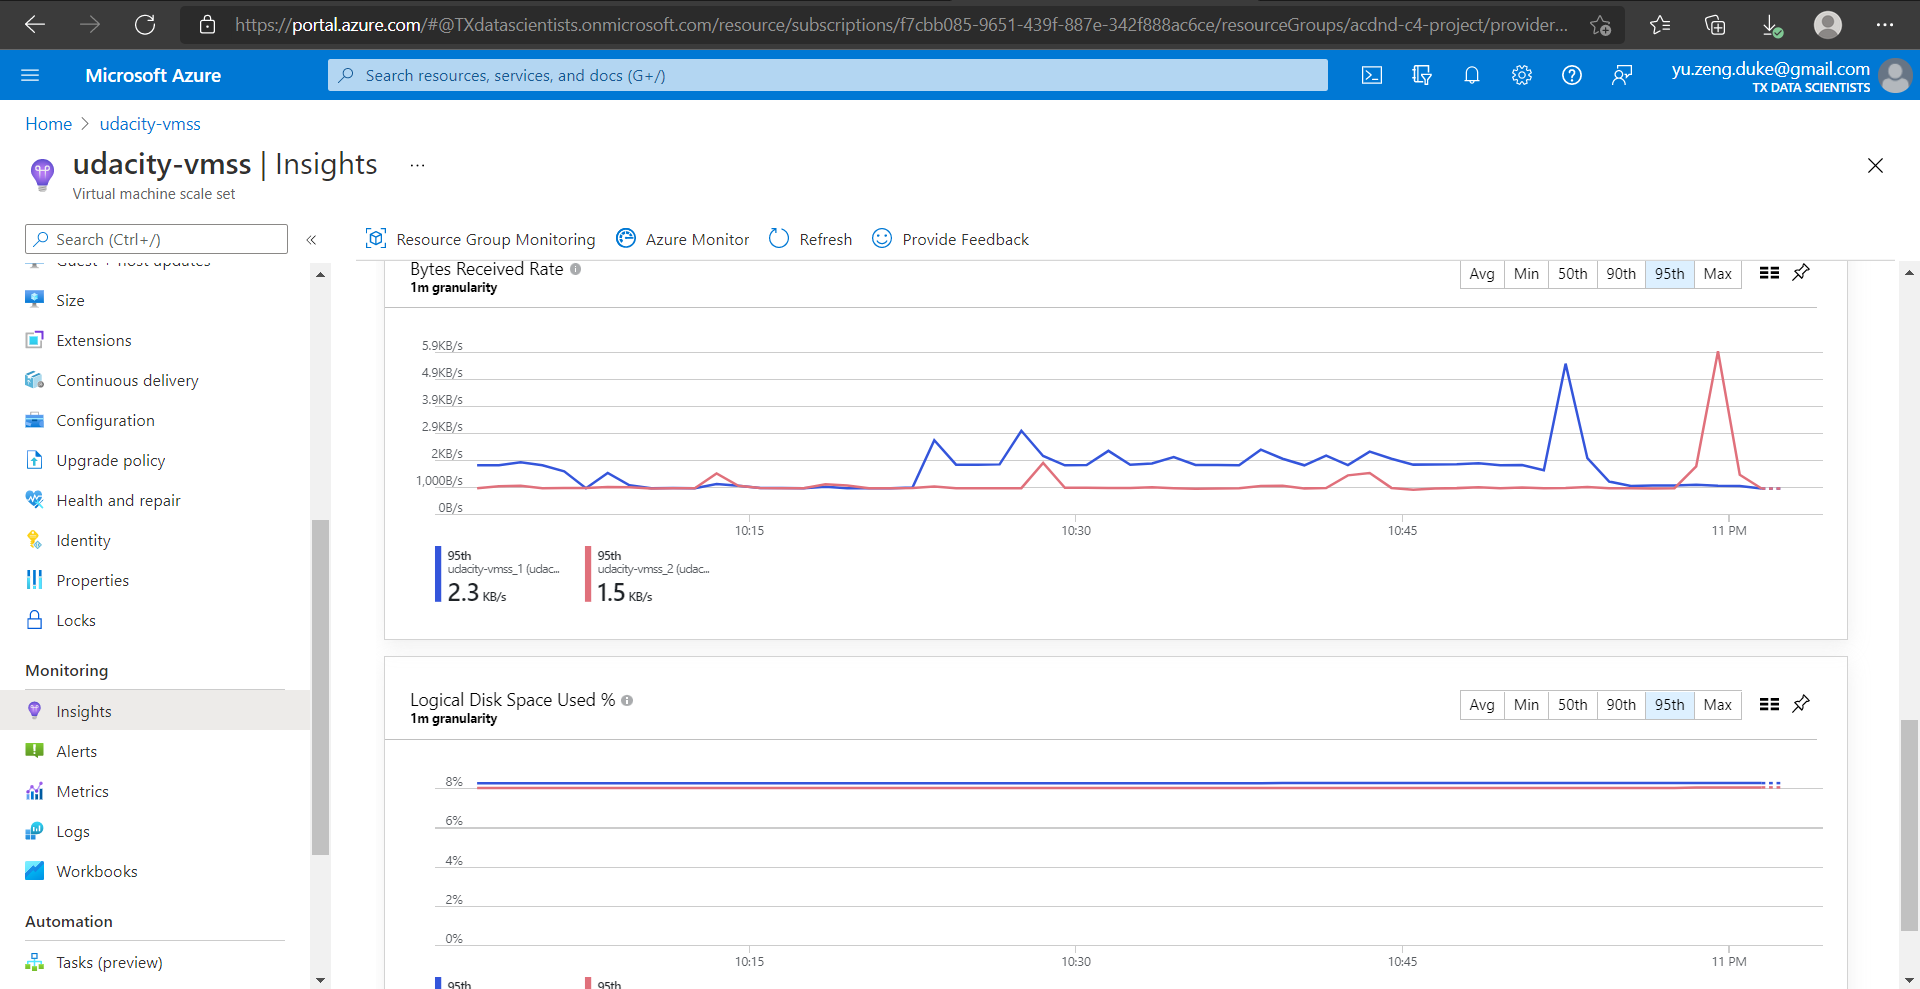 https://portal.azure.com/#@TXdatascientists.onmicrosoft.com/resource/subscriptions/f7cbb085-9651-439f-887e-342f888ac6ce/resourceGroups/acdnd-c4-project/provider...
Microsoft Azure
Search resources, services, and docs (G+/)
yu.zeng.duke@gmail.com
TX DATA SCIENTISTS
Home > udacity-vmss
udacity-vmss | Insights ...
Virtual machine scale set
Search (Ctrl+/) «
Resource Group Monitoring Azure Monitor Refresh Provide Feedback
Guest + host updates
Size
Extensions
Continuous delivery
Configuration
Upgrade policy
Health and repair
Identity
Properties
Locks
Monitoring
Insights
Alerts
Metrics
Logs
Workbooks
Automation
Tasks (preview)
Bytes Received Rate
1m granularity
Avg Min 50th 90th 95th Max
5.9KB/s
4.9KB/s
3.9KB/s
2.9KB/s
2KB/s
1,000B/s
0B/s
10:15 10:30 10:45 11 PM
95th
udacity-vmss_1 (udac...
2.3 KB/s
95th
udacity-vmss_2 (udac...
1.5 KB/s
Logical Disk Space Used %
1m granularity
Avg Min 50th 90th 95th Max
8%
6%
4%
2%
0%
10:15 10:30 10:45 11 PM
95th 95th